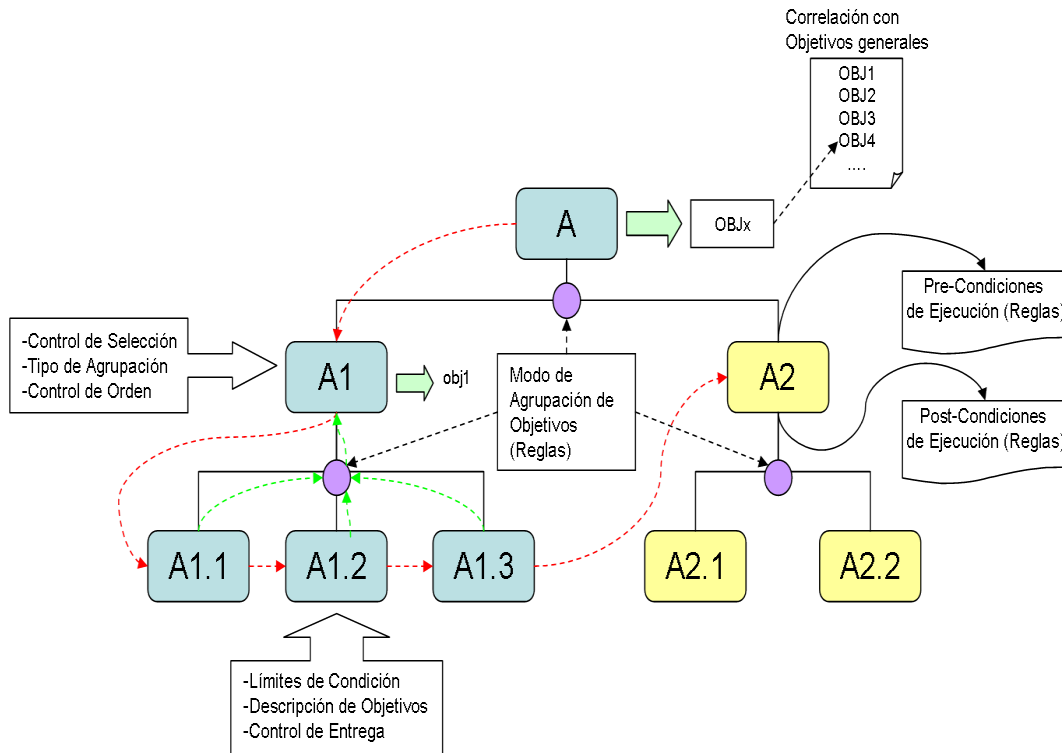 Correlación con
Objetivos generales
OBJ1
OBJ2
OBJ3
OBJ4
....
A
OBJx
Pre-Condiciones
de Ejecución (Reglas)
-Control de Selección
-Tipo de Agrupación
-Control de Orden
A1
obj1
Modo de
Agrupación de
Objetivos
(Reglas)
A2
Post-Condiciones
de Ejecución (Reglas)
A1.1
A1.2
A1.3
A2.1
A2.2
-Límites de Condición
-Descripción de Objetivos
-Control de Entrega